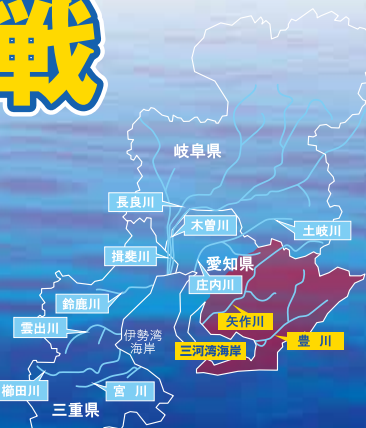 戦
岐阜県
長良川
木曽川
土岐川
揖斐川
愛知県
庄内川
鈴鹿川
矢作川
雲出川
伊勢湾
海岸
三河湾海岸
豊 川
櫛田川
宮 川
三重県